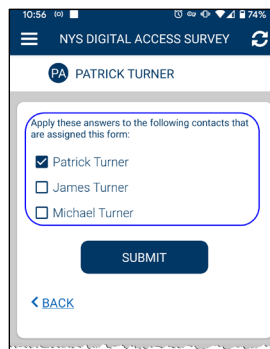 10:56 74%
NYS DIGITAL ACCESS SURVEY
PA PATRICK TURNER
Apply these answers to the following contacts that
are assigned this form:
Patrick Turner
James Turner
Michael Turner
SUBMIT
< BACK